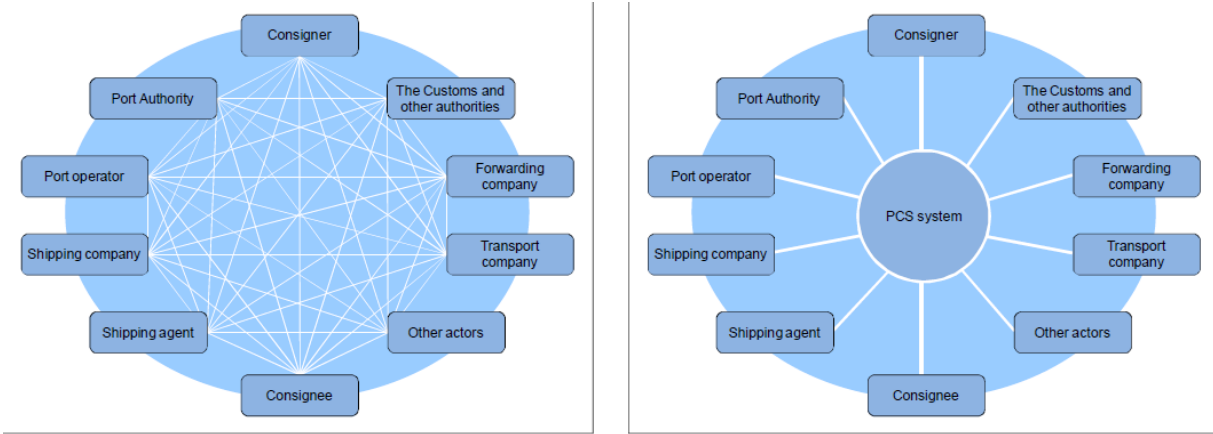 Consigner
Port Authority
The Customs and
other authorities
Port operator
Forwarding
company
Shipping company
Transport
company
Shipping agent
Other actors
Consignee
Consigner
Port Authority
The Customs and
other authorities
Port operator
Forwarding
company
PCS system
Shipping company
Transport
company
Shipping agent
Other actors
Consignee